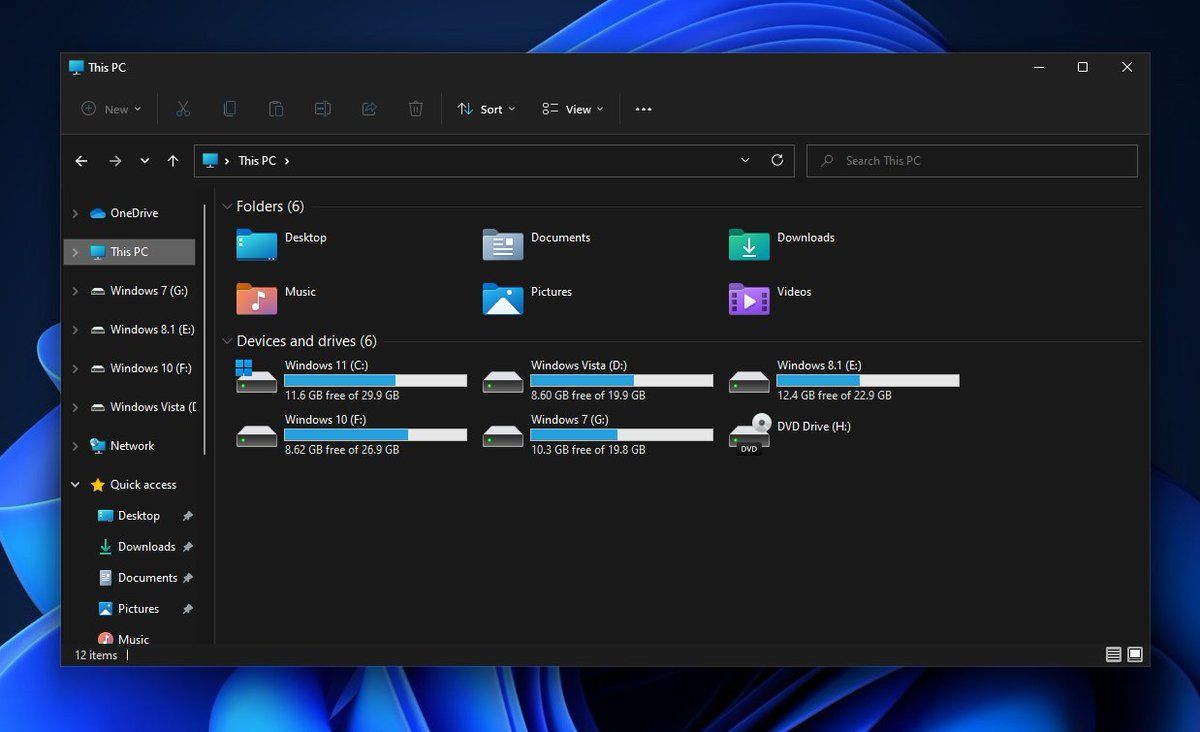 This PC
New
Sort
View
This PC
Search This PC
OneDrive
This PC
Windows 7 (G:)
Windows 8.1 (E:)
Windows 10 (F:)
Windows Vista (D
Network
Quick access
Desktop
Downloads
Documents
Pictures
Music
Folders (6)
Desktop
Documents
Downloads
Music
Pictures
Videos
Devices and drives (6)
Windows 11 (C:)
11.6 GB free of 29.9 GB
Windows Vista (D:)
8.60 GB free of 19.9 GB
Windows 8.1 (E:)
12.4 GB free of 22.9 GB
Windows 10 (F:)
8.62 GB free of 26.9 GB
Windows 7 (G:)
10.3 GB free of 19.8 GB
DVD Drive (H:)
DVD
12 items